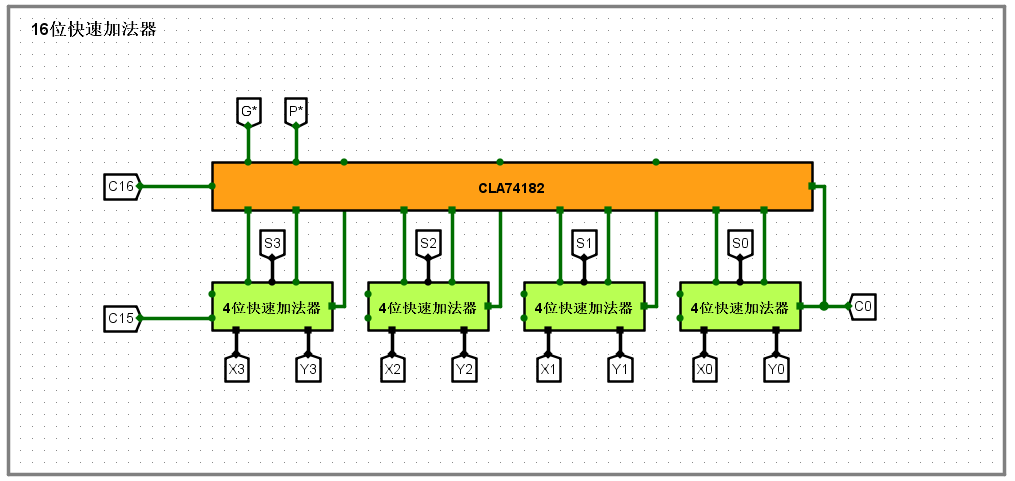 16位快速加法器
G* P*
C16 CLA74182
S3 S2 S1 S0
C15 4位快速加法器 4位快速加法器 4位快速加法器 4位快速加法器 C0
X3 Y3 X2 Y2 X1 Y1 X0 Y0